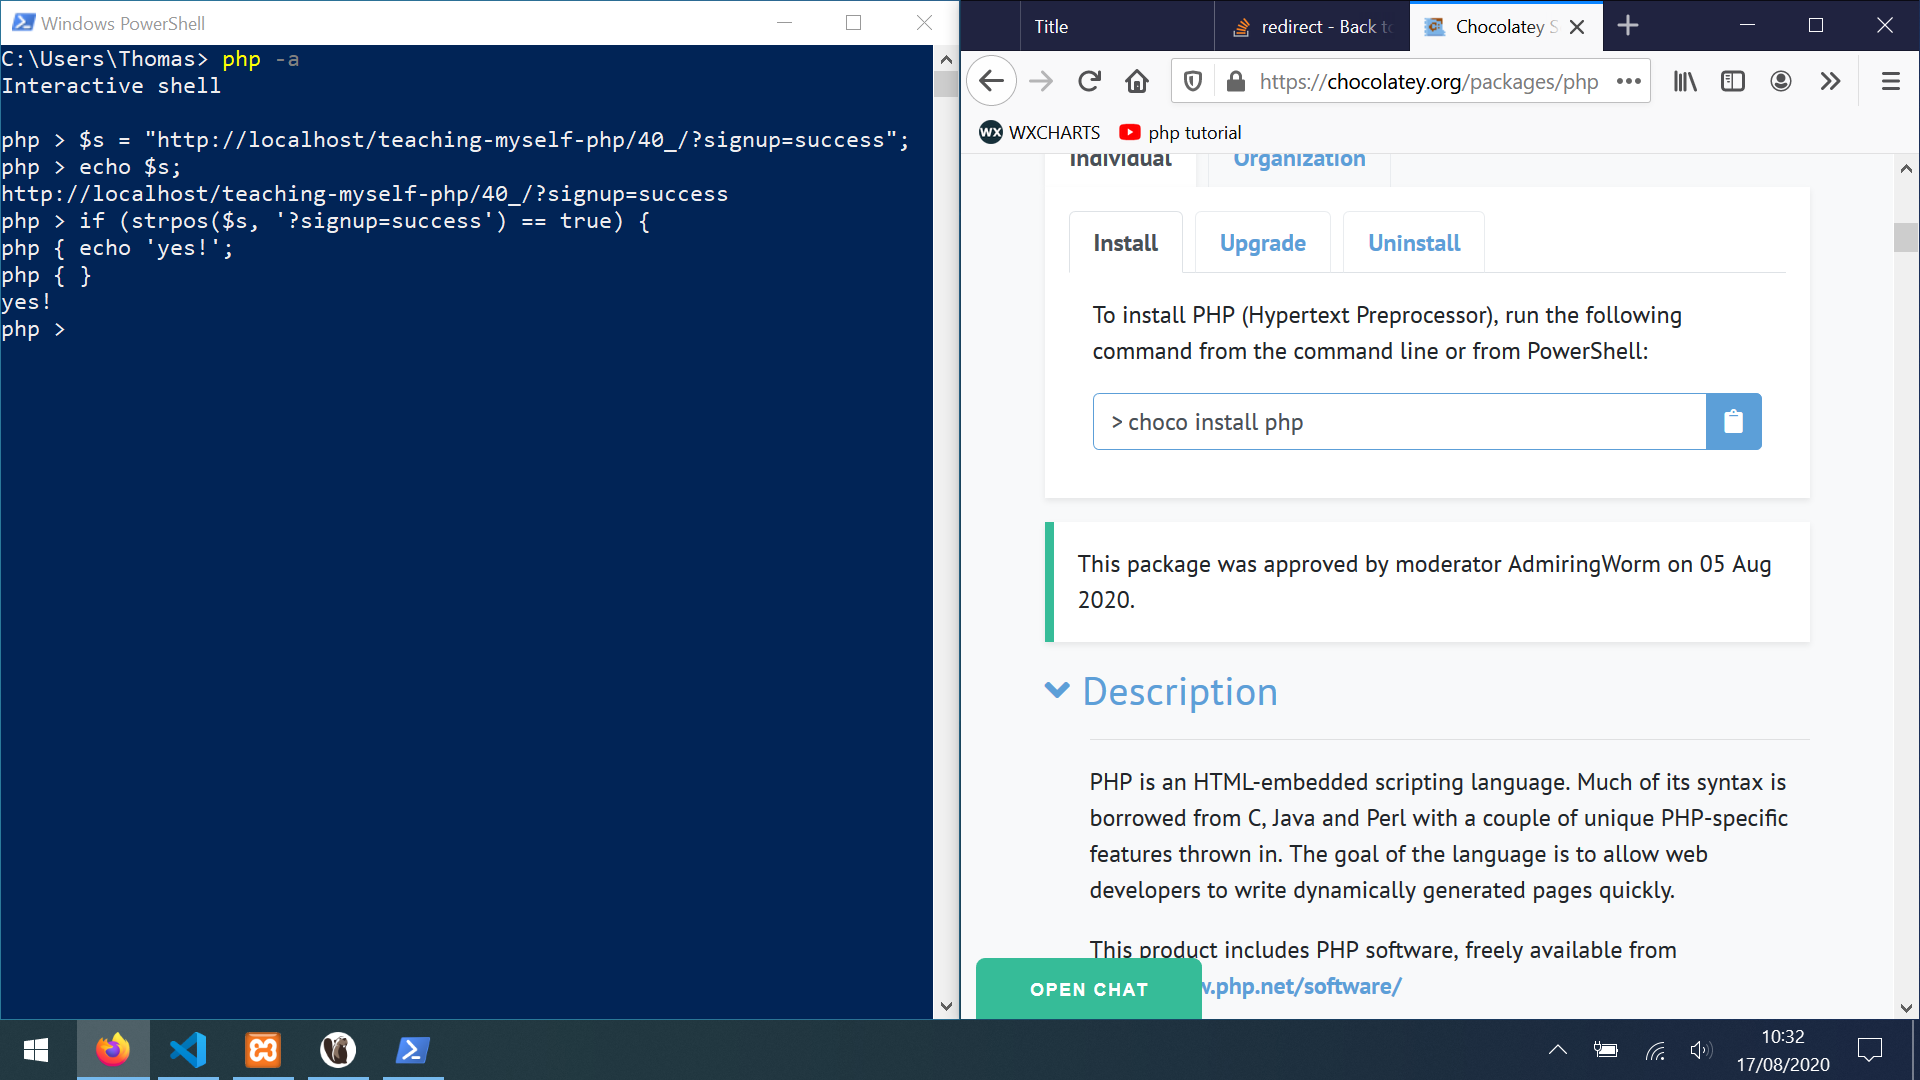 Windows PowerShell
C:\Users\Thomas> php -a
Interactive shell
php > $s = "http://localhost/teaching-myself-php/40_/?signup=success";
php > echo $s;
http://localhost/teaching-myself-php/40_/?signup=success
php > if (strpos($s, '?signup=success') == true) {
php { echo 'yes!';
php { }
yes!
php >
Title
redirect - Back to
Chocolatey S
https://chocolatey.org/packages/php
WXCHARTS
php tutorial
Individual
Organization
Install
Upgrade
Uninstall
To install PHP (Hypertext Preprocessor), run the following
command from the command line or from PowerShell:
> choco install php
This package was approved by moderator AdmiringWorm on 05 Aug
2020.
Description
PHP is an HTML-embedded scripting language. Much of its syntax is
borrowed from C, Java and Perl with a couple of unique PHP-specific
features thrown in. The goal of the language is to allow web
developers to write dynamically generated pages quickly.
This product includes PHP software, freely available from
w.php.net/software/
OPEN CHAT
10:32
17/08/2020